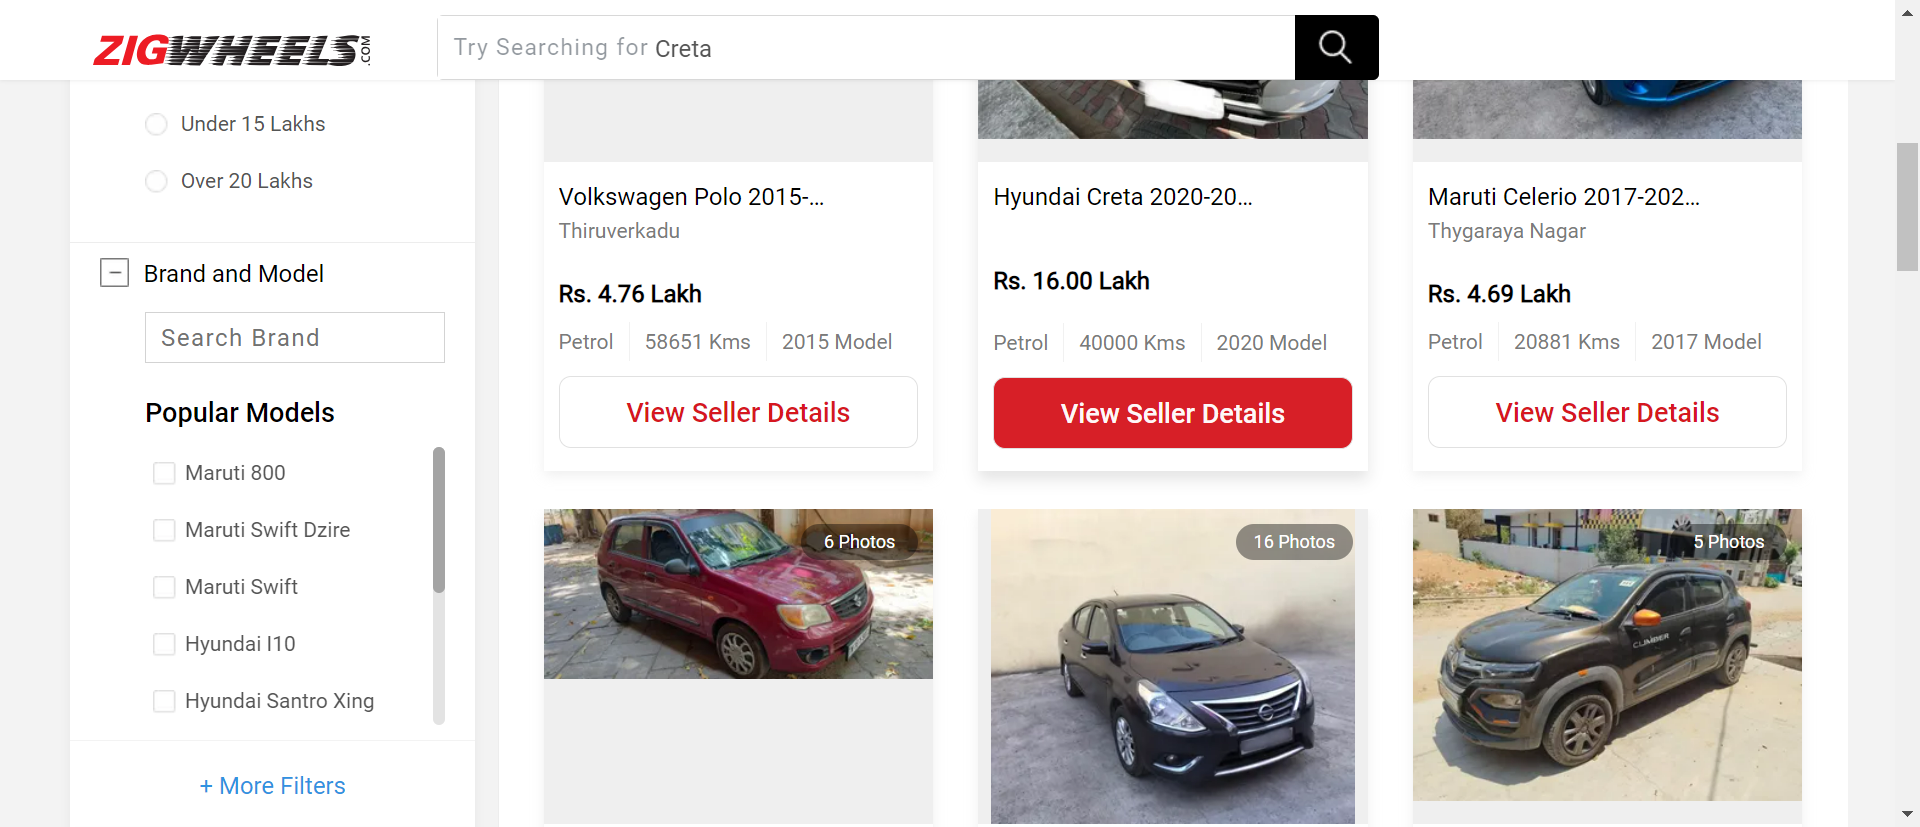 ZIGWHEELS.COM
Try Searching for Creta
Under 15 Lakhs
Over 20 Lakhs
Brand and Model
Search Brand
Popular Models
Maruti 800
Maruti Swift Dzire
Maruti Swift
Hyundai I10
Hyundai Santro Xing
+ More Filters
Volkswagen Polo 2015-...
Thiruverkadu
Rs. 4.76 Lakh
Petrol 58651 Kms 2015 Model
View Seller Details
Hyundai Creta 2020-20...
Rs. 16.00 Lakh
Petrol 40000 Kms 2020 Model
View Seller Details
Maruti Celerio 2017-202...
Thygaraya Nagar
Rs. 4.69 Lakh
Petrol 20881 Kms 2017 Model
View Seller Details
6 Photos
16 Photos
5 Photos
CLIMBER